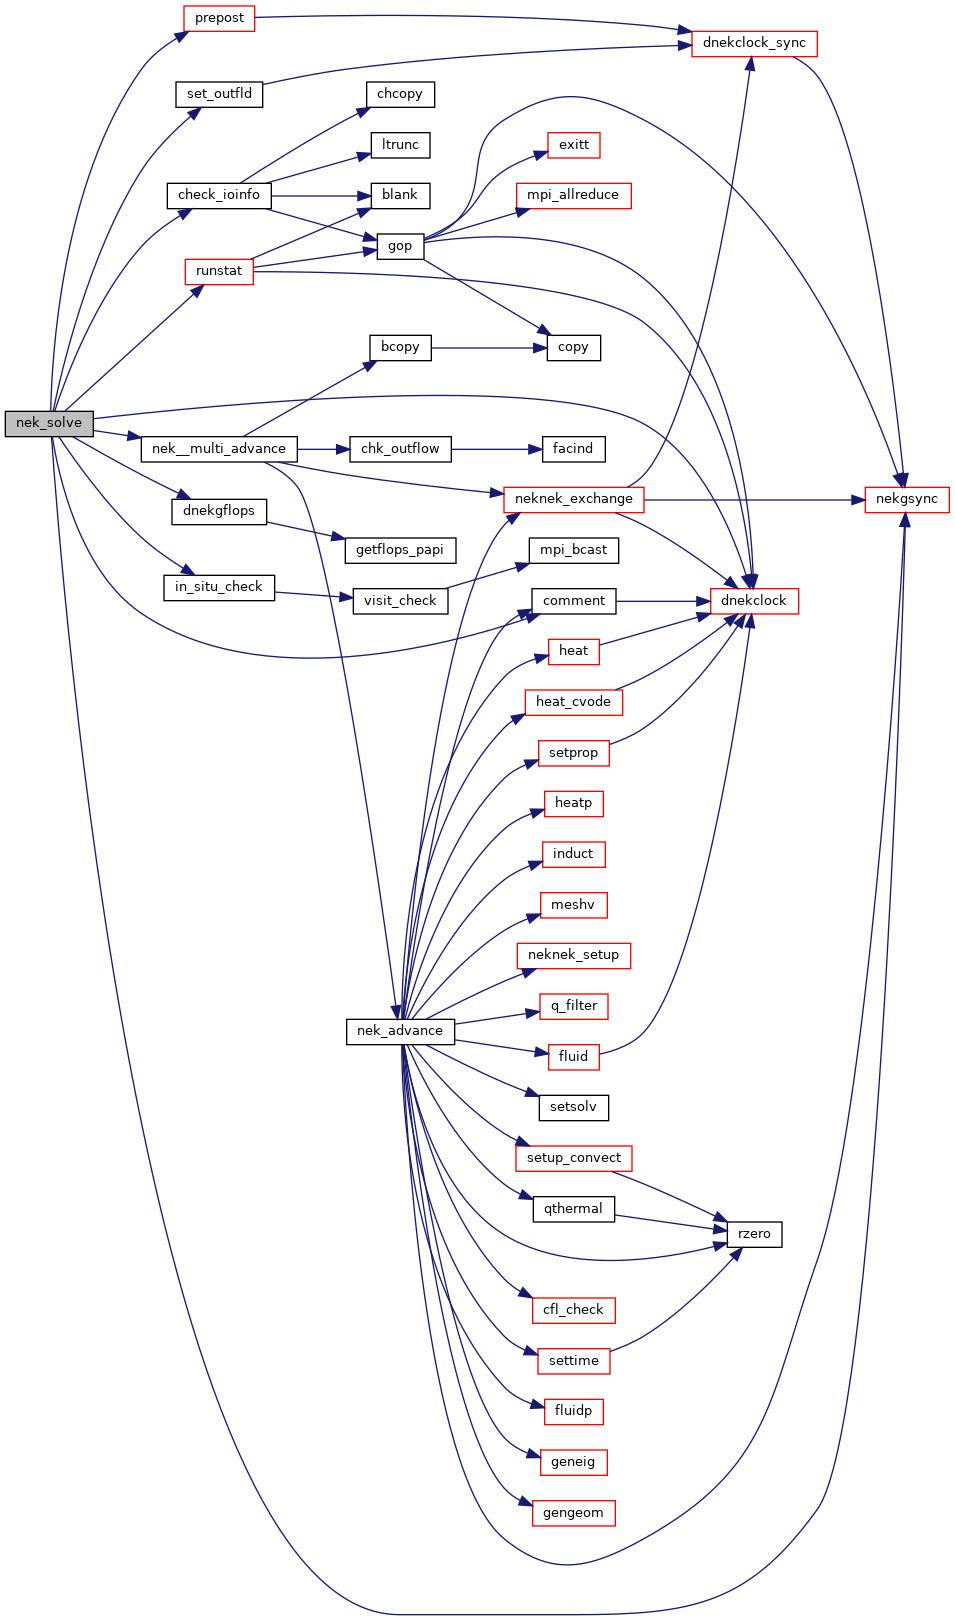 prepost
dnekclock_sync
set_outfld
chcopy
ltrunc
exitt
check_ioinfo
blank
mpi_allreduce
gop
runstat
bcopy
copy
nek_solve
nek__multi_advance
chk_outflow
facind
neknek_exchange
nekgsync
dnekgflops
getflops_papi
mpi_bcast
in_situ_check
visit_check
comment
dnekclock
heat
heat_cvode
setprop
heatp
induct
meshv
neknek_setup
q_filter
nek_advance
fluid
setsolv
setup_convect
qthermal
rzero
cfl_check
settime
fluidp
geneig
gengeom